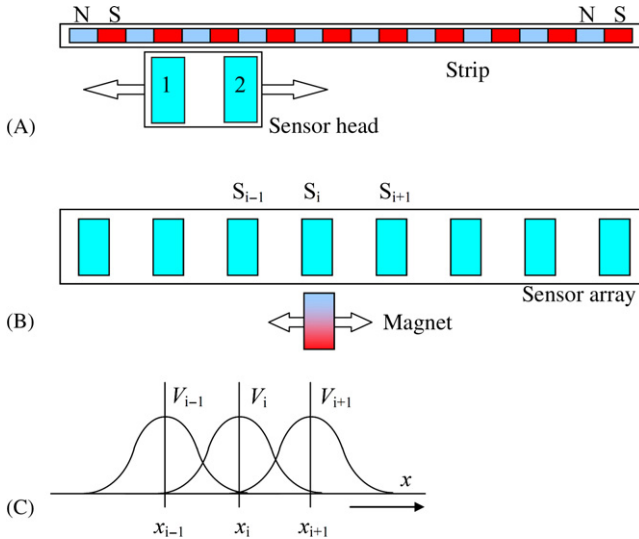 N S N S
1 2
Strip
Sensor head
(A)
S_{i−1} S_i S_{i+1}
Sensor array
Magnet
(B)
V_{i−1} V_i V_{i+1}
x
(C)
x_{i−1} x_i x_{i+1}